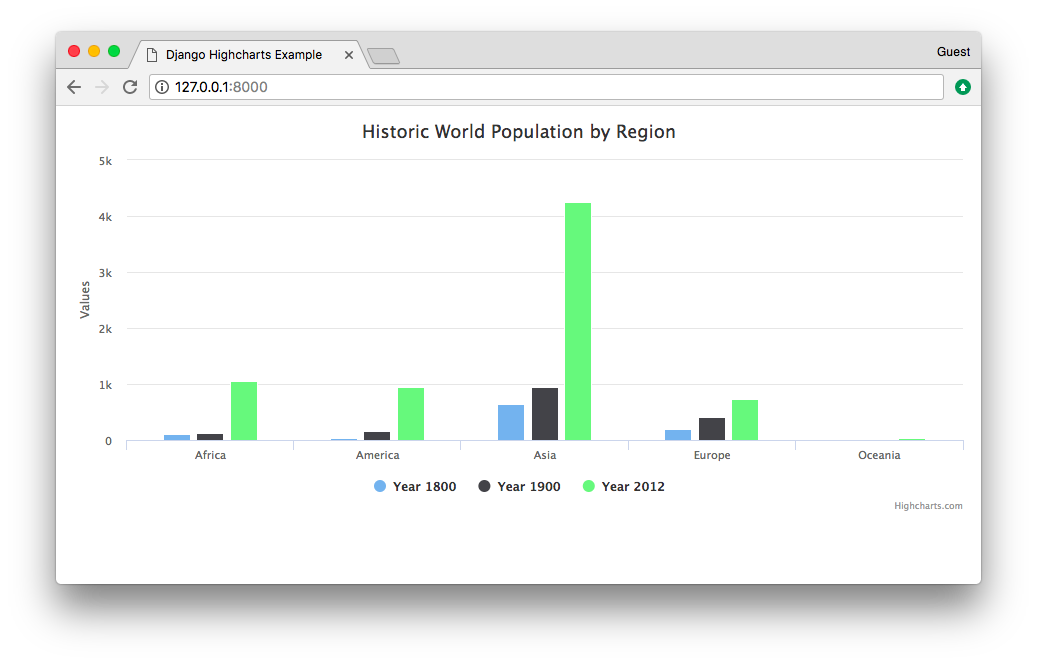 Django Highcharts Example
Guest
127.0.0.1:8000
Historic World Population by Region
5k
4k
3k
2k
1k
0
Values
Africa America Asia Europe Oceania
Year 1800 Year 1900 Year 2012
Highcharts.com